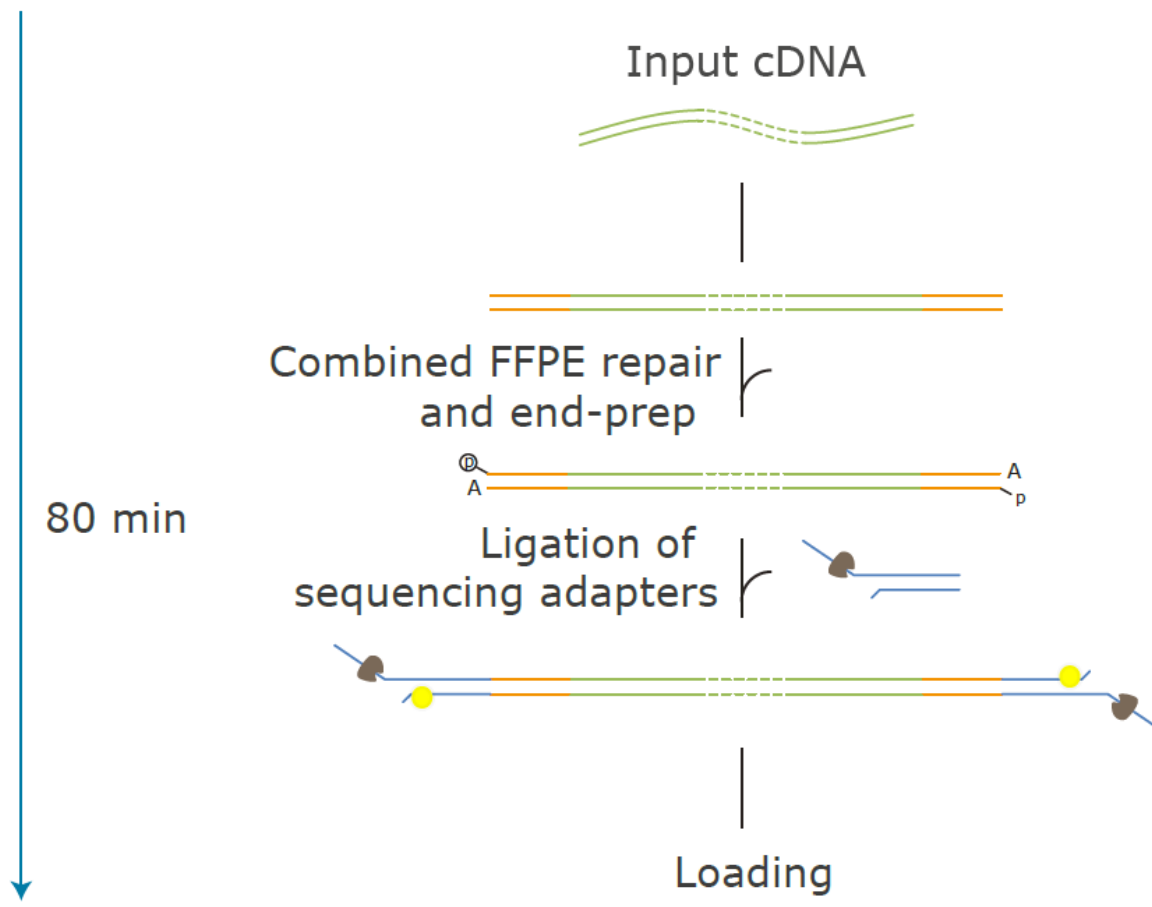 Input cDNA
Combined FFPE repair
and end-prep
p
A
A
p
80 min
Ligation of
sequencing adapters
Loading